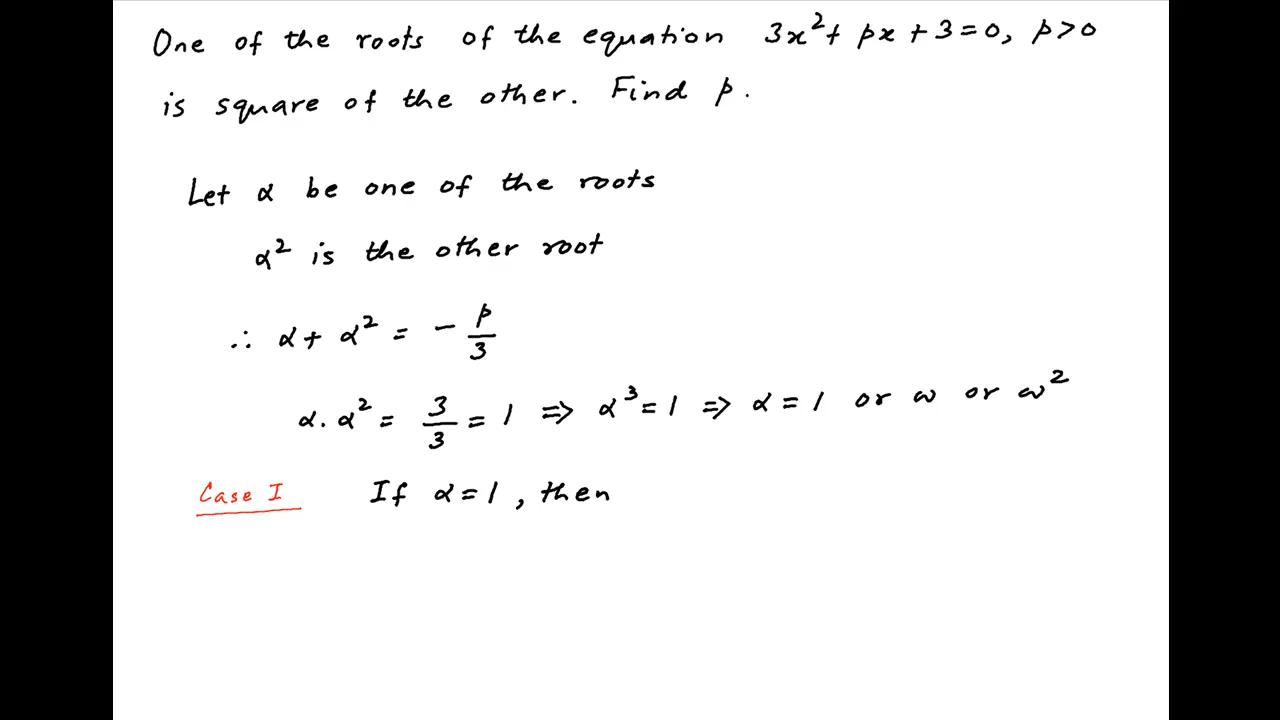 One of the roots of the equation 3x² + px + 3 = 0, p > 0
is square of the other. Find p.
Let α be one of the roots
α² is the other root
∴ α + α² = - p/3
α . α² = 3/3 = 1 ⇒ α³ = 1 ⇒ α = 1 or ω or ω²
Case I If α = 1, then